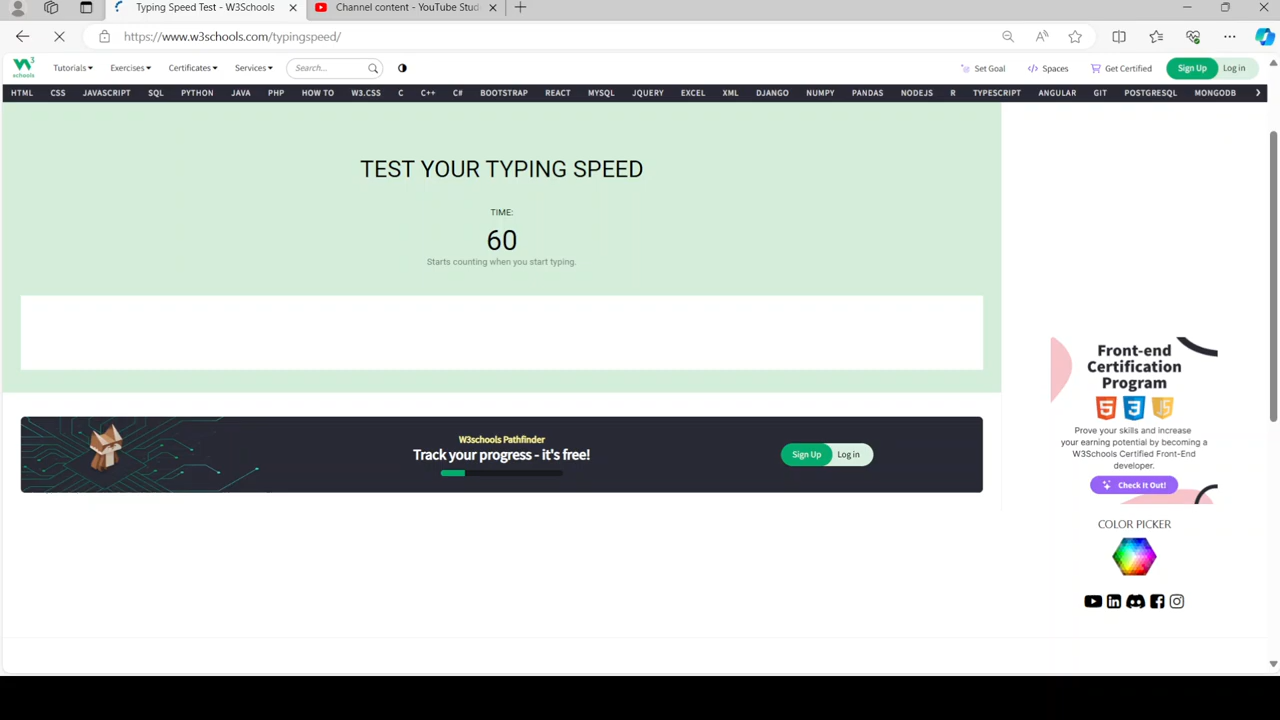 Typing Speed Test - W3Schools
Channel content - YouTube Stud
https://www.w3schools.com/typingspeed/
W3 schools Tutorials Exercises Certificates Services Search... Set Goal Spaces Get Certified Sign Up Log in
HTML CSS JAVASCRIPT SQL PYTHON JAVA PHP HOW TO W3.CSS C C++ C# BOOTSTRAP REACT MYSQL JQUERY EXCEL XML DJANGO NUMPY PANDAS NODEJS R TYPESCRIPT ANGULAR GIT POSTGRESQL MONGODB
TEST YOUR TYPING SPEED
TIME:
60
Starts counting when you start typing.
W3schools Pathfinder
Track your progress - it's free!
Sign Up Log in
Front-end
Certification
Program
Prove your skills and increase
your earning potential by becoming a
W3Schools Certified Front-End
developer.
Check It Out!
COLOR PICKER